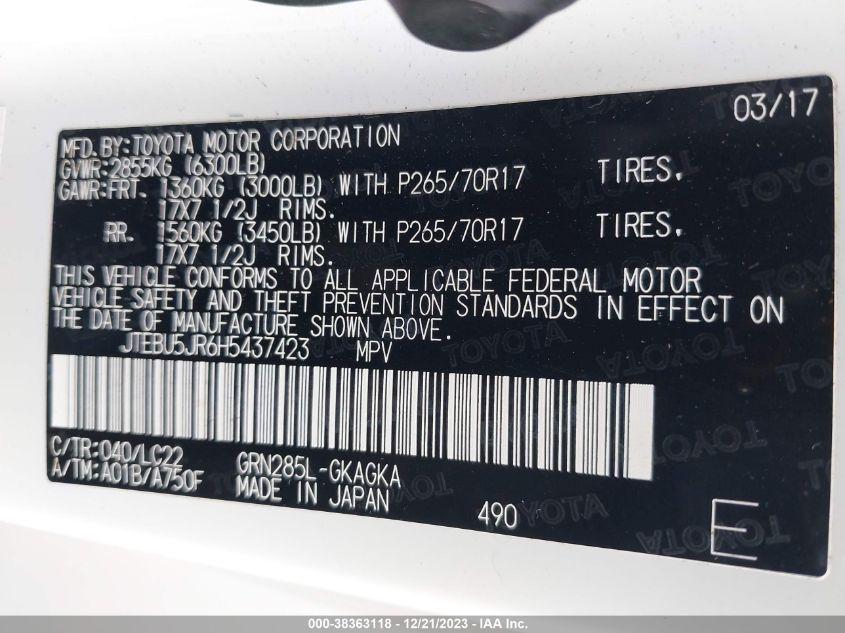 03/17
MFD. BY:TOYOTA MOTOR CORPORATION
GVWR:2855KG (6300LB)
GAWR:FRT. 1360KG (3000LB) WITH P265/70R17 TIRES,
17X7 1/2J RIMS.
RR. 1560KG (3450LB) WITH P265/70R17 TIRES,
17X7 1/2J RIMS.
THIS VEHICLE CONFORMS TO ALL APPLICABLE FEDERAL MOTOR
VEHICLE SAFETY AND THEFT PREVENTION STANDARDS IN EFFECT ON
THE DATE OF MANUFACTURE SHOWN ABOVE.
JTEBU5JR6H5437423 MPV
C/TR:040/LC22 GRN285L-GKAGKA
A/TM:A01B/A750F MADE IN JAPAN
490 E
000-38363118 - 12/21/2023 - IAA Inc.